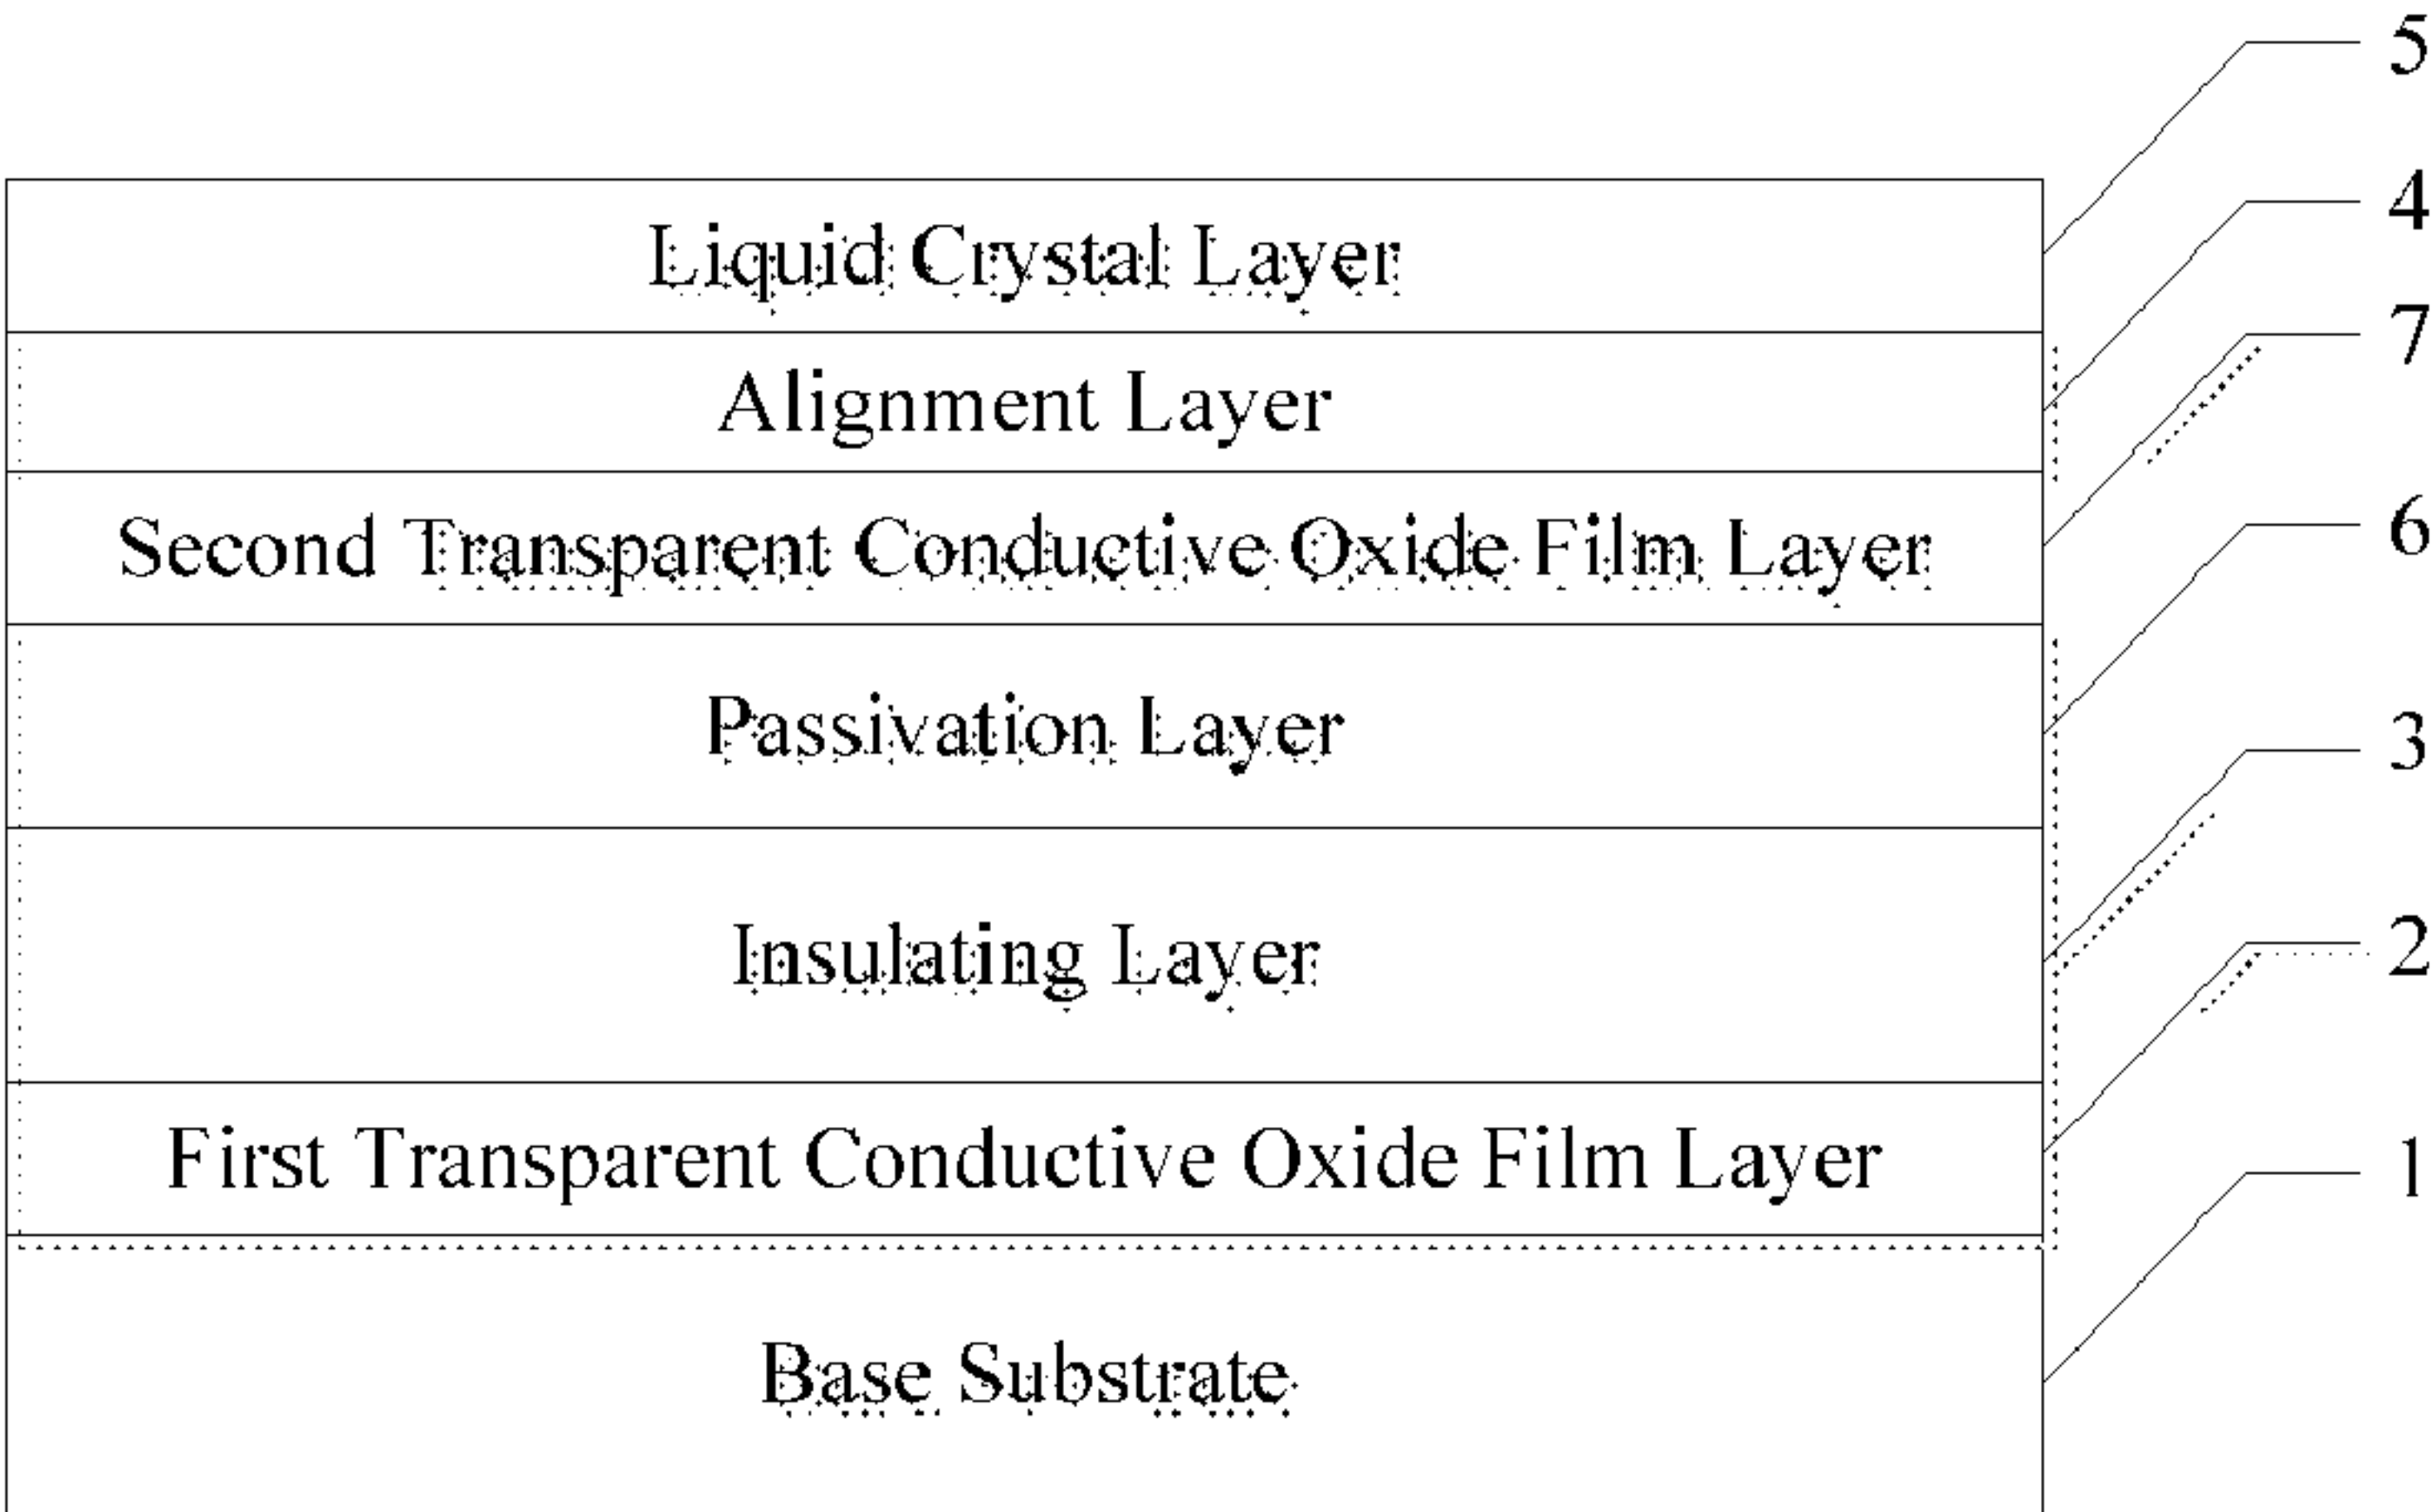 5
Liquid Crystal Layer
4
Alignment Layer
7
Second Transparent Conductive Oxide Film Layer
6
Passivation Layer
3
Insulating Layer
2
First Transparent Conductive Oxide Film Layer
1
Base Substrate